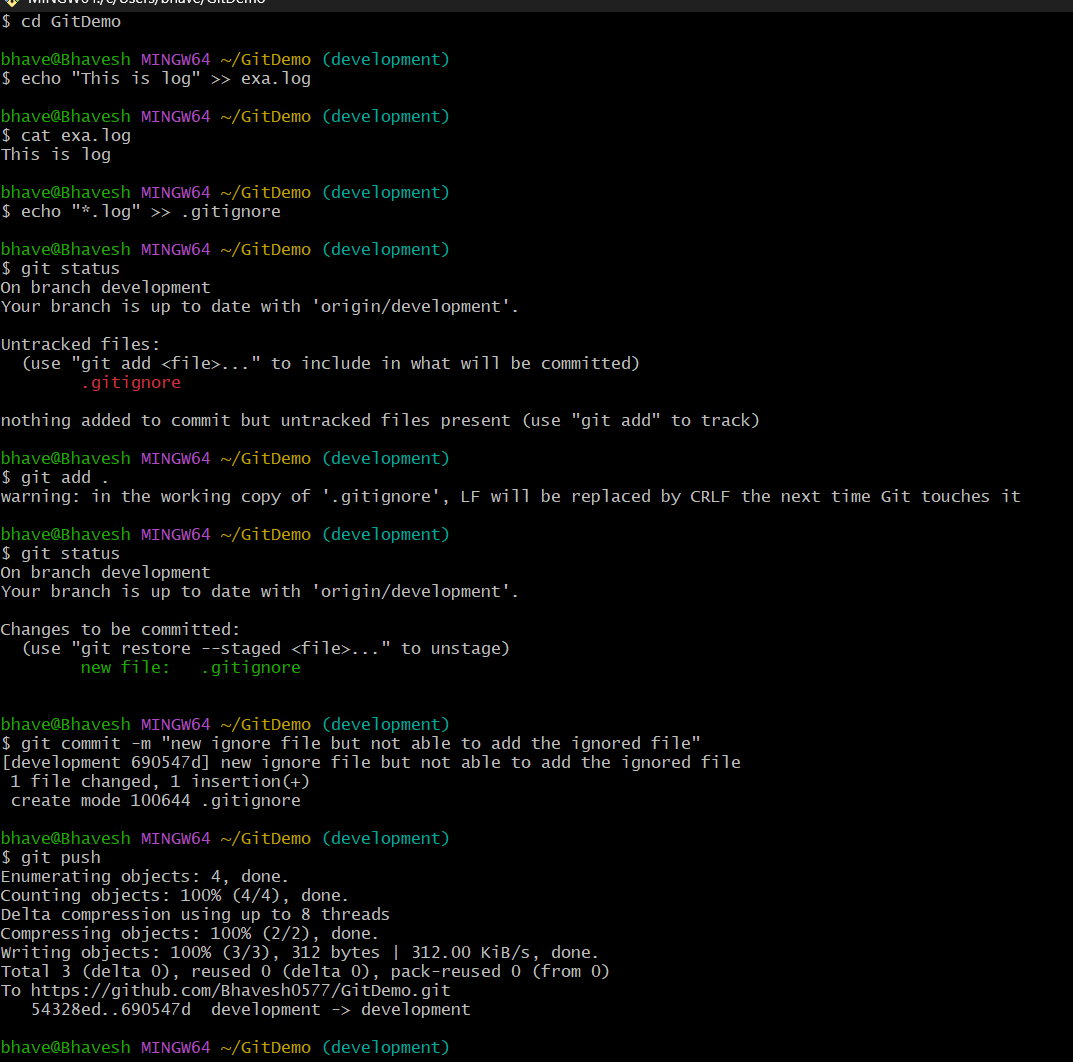 $ cd GitDemo
bhave@Bhavesh MINGW64 ~/GitDemo (development)
$ echo "This is log" >> exa.log
bhave@Bhavesh MINGW64 ~/GitDemo (development)
$ cat exa.log
This is log
bhave@Bhavesh MINGW64 ~/GitDemo (development)
$ echo "*.log" >> .gitignore
bhave@Bhavesh MINGW64 ~/GitDemo (development)
$ git status
On branch development
Your branch is up to date with 'origin/development'.
Untracked files:
  (use "git add <file>..." to include in what will be committed)
        .gitignore
nothing added to commit but untracked files present (use "git add" to track)
bhave@Bhavesh MINGW64 ~/GitDemo (development)
$ git add .
warning: in the working copy of '.gitignore', LF will be replaced by CRLF the next time Git touches it
bhave@Bhavesh MINGW64 ~/GitDemo (development)
$ git status
On branch development
Your branch is up to date with 'origin/development'.
Changes to be committed:
  (use "git restore --staged <file>..." to unstage)
        new file:   .gitignore
bhave@Bhavesh MINGW64 ~/GitDemo (development)
$ git commit -m "new ignore file but not able to add the ignored file"
[development 690547d] new ignore file but not able to add the ignored file
 1 file changed, 1 insertion(+)
 create mode 100644 .gitignore
bhave@Bhavesh MINGW64 ~/GitDemo (development)
$ git push
Enumerating objects: 4, done.
Counting objects: 100% (4/4), done.
Delta compression using up to 8 threads
Compressing objects: 100% (2/2), done.
Writing objects: 100% (3/3), 312 bytes | 312.00 KiB/s, done.
Total 3 (delta 0), reused 0 (delta 0), pack-reused 0 (from 0)
To https://github.com/Bhavesh0577/GitDemo.git
   54328ed..690547d  development -> development
bhave@Bhavesh MINGW64 ~/GitDemo (development)